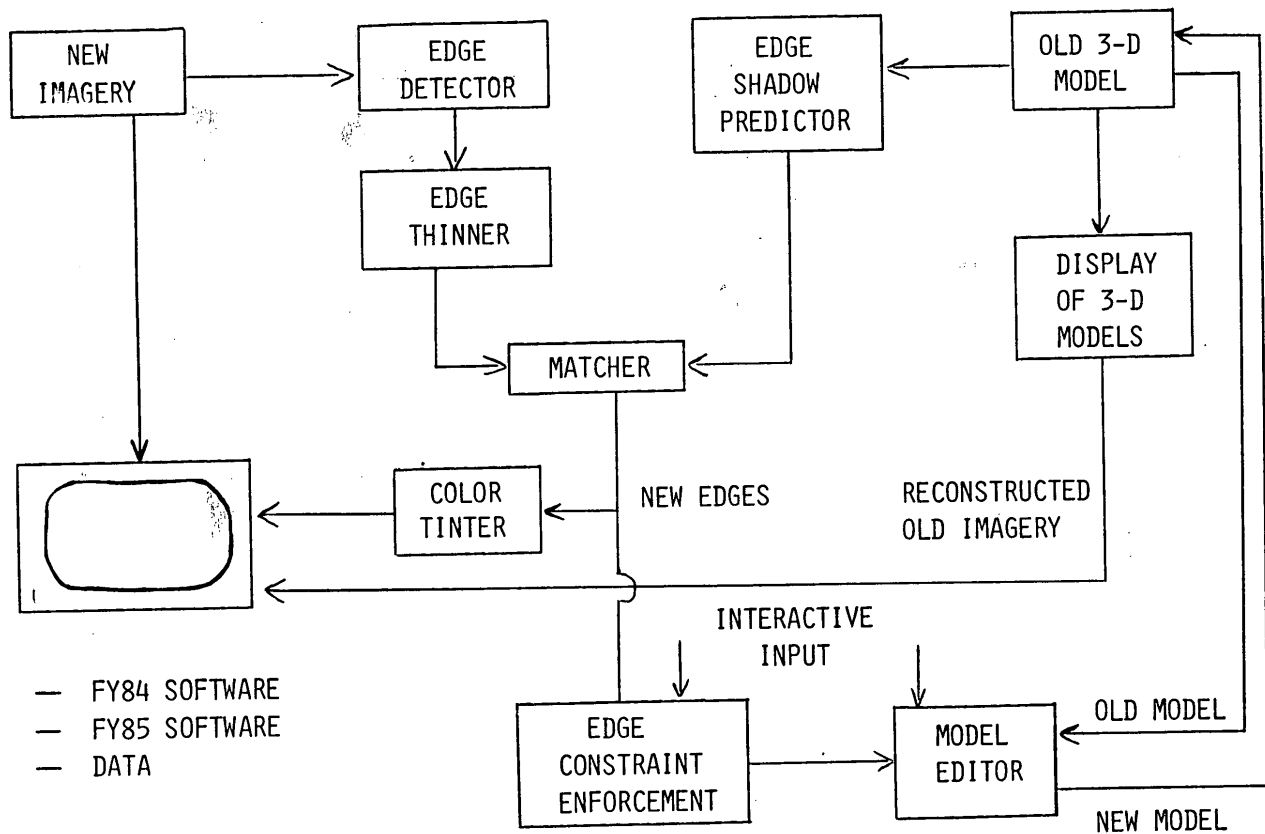 NEW
IMAGERY
EDGE
DETECTOR
EDGE
SHADOW
PREDICTOR
OLD 3-D
MODEL
EDGE
THINNER
DISPLAY
OF 3-D
MODELS
MATCHER
COLOR
TINTER
NEW EDGES
RECONSTRUCTED
OLD IMAGERY
INTERACTIVE
INPUT
— FY84 SOFTWARE
— FY85 SOFTWARE
— DATA
EDGE
CONSTRAINT
ENFORCEMENT
MODEL
EDITOR
OLD MODEL
NEW MODEL